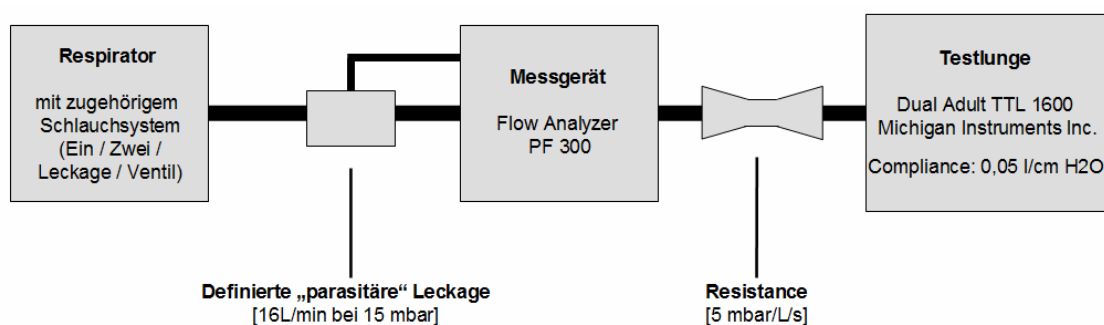 Respirator
mit zugehörigem
Schlauchsystem
(Ein / Zwei /
Leckage / Ventil)
Messgerät
Flow Analyzer
PF 300
Testlunge
Dual Adult TTL 1600
Michigan Instruments Inc.
Compliance: 0,05 l/cm H2O
Definierte „parasitäre“ Leckage
[16L/min bei 15 mbar]
Resistance
[5 mbar/L/s]